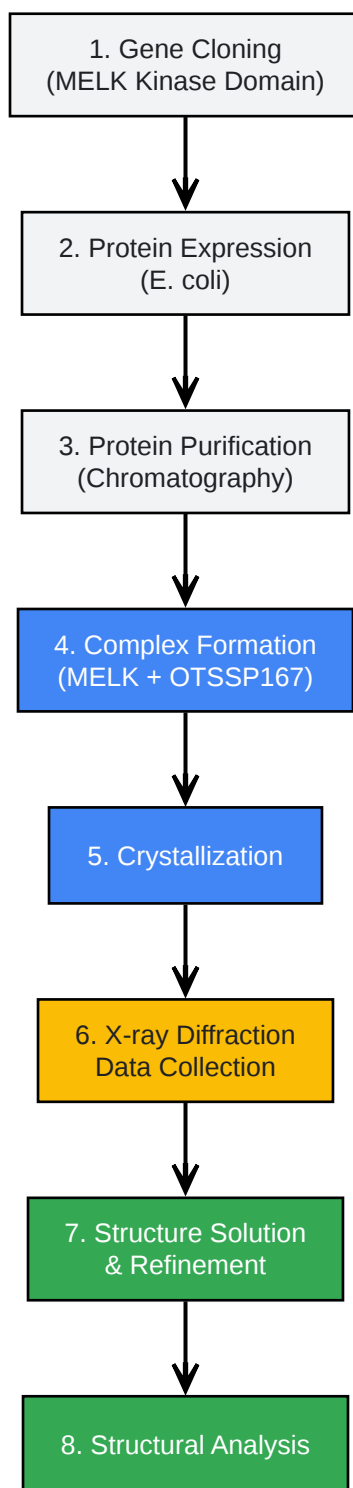 1. Gene Cloning
(MELK Kinase Domain)
2. Protein Expression
(E. coli)
3. Protein Purification
(Chromatography)
4. Complex Formation
(MELK + OTSSP167)
5. Crystallization
6. X-ray Diffraction
Data Collection
7. Structure Solution
& Refinement
8. Structural Analysis